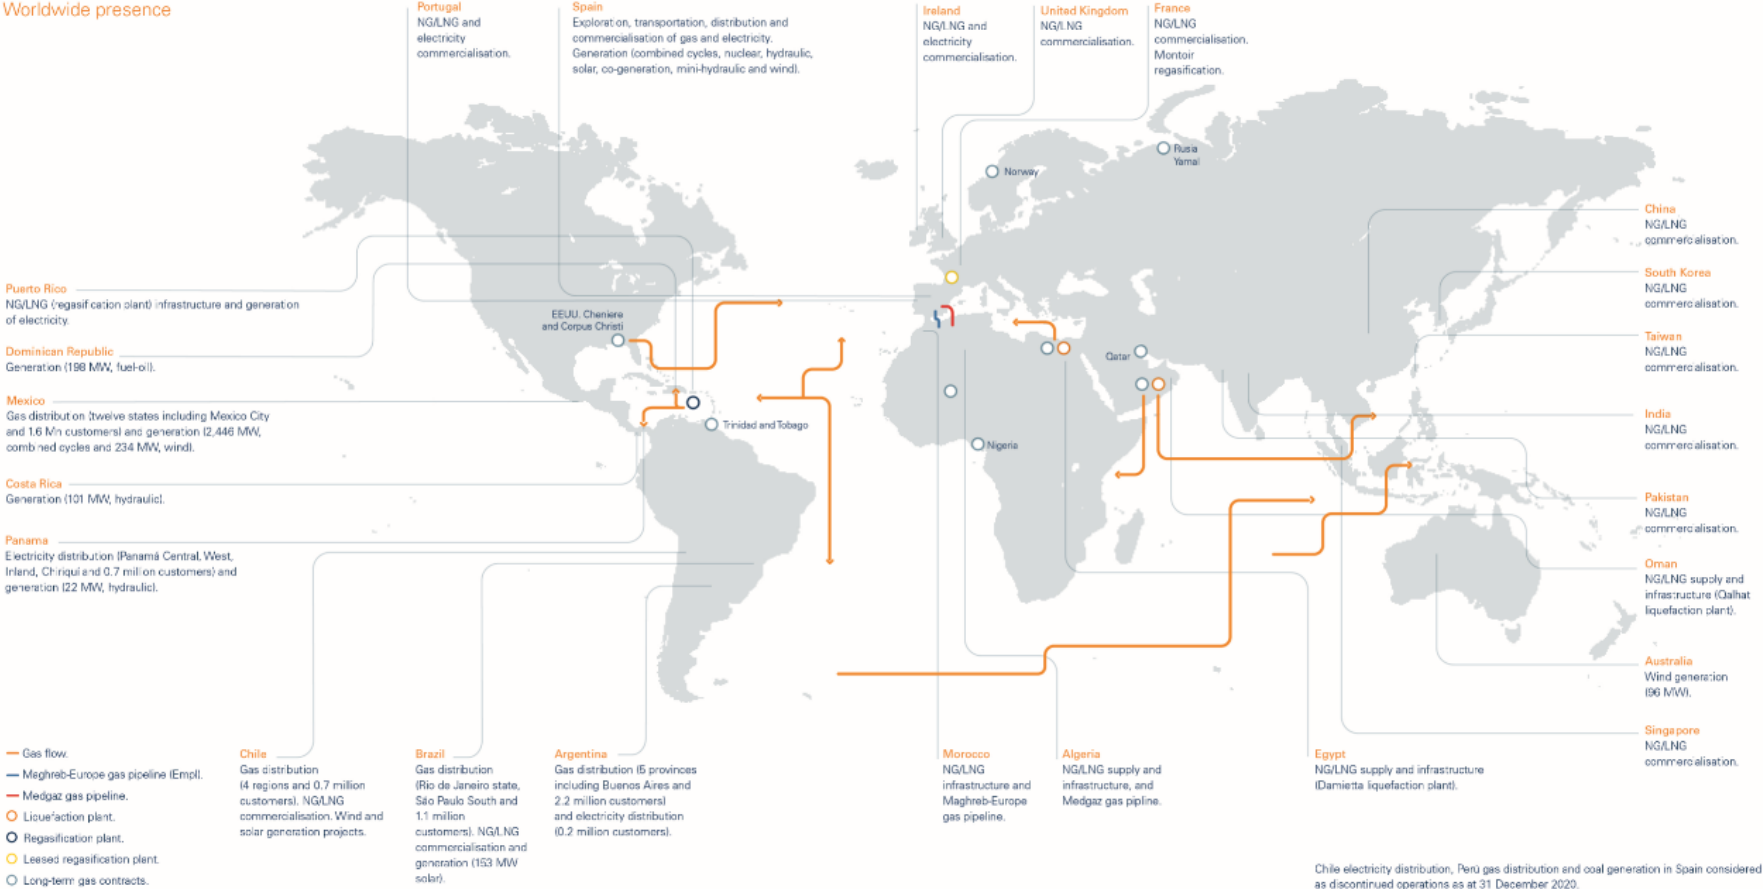 Worldwide presence
Portugal
NG/LNG and
electricity
commercialisation.
Spain
Exploration, transportation, distribution and
commercialisation of gas and electricity.
Generation (combined cycles, nuclear, hydraulic,
solar, co-generation, mini-hydraulic and wind).
Ireland
NG/LNG and
electricity
commercialisation.
United Kingdom
NG/LNG
commercialisation.
France
NG/LNG
commercialisation.
Montoir
regasification.
Rusia
Yamal
Norway
EEUU. Cheniere
and Corpus Christi
Qatar
Trinidad and Tobago
Nigeria
Puerto Rico
NG/LNG (regasification plant) infrastructure and generation
of electricity.
Dominican Republic
Generation (198 MW, fuel-oil).
Mexico
Gas distribution (twelve states including Mexico City
and 1.6 Mn customers) and generation (2,446 MW,
combined cycles and 234 MW, wind).
Costa Rica
Generation (101 MW, hydraulic).
Panama
Electricity distribution (Panamá Central, West,
Inland, Chiriquí and 0.7 million customers) and
generation (22 MW, hydraulic).
China
NG/LNG
commercialisation.
South Korea
NG/LNG
commercialisation.
Taiwan
NG/LNG
commercialisation.
India
NG/LNG
commercialisation.
Pakistan
NG/LNG
commercialisation.
Oman
NG/LNG supply and
infrastructure (Qalhat
liquefaction plant).
Australia
Wind generation
(96 MW).
Singapore
NG/LNG
commercialisation.
Gas flow.
Maghreb-Europe gas pipeline (Empl).
Medgaz gas pipeline.
Liquefaction plant.
Regasification plant.
Leased regasification plant.
Long-term gas contracts.
Chile
Gas distribution
(4 regions and 0.7 million
customers). NG/LNG
commercialisation. Wind and
solar generation projects.
Brazil
Gas distribution
(Rio de Janeiro state,
São Paulo South and
1.1 million
customers). NG/LNG
commercialisation and
generation (153 MW
solar).
Argentina
Gas distribution (5 provinces
including Buenos Aires and
2.2 million customers)
and electricity distribution
(0.2 million customers).
Morocco
NG/LNG
infrastructure and
Maghreb-Europe
gas pipeline.
Algeria
NG/LNG supply and
infrastructure, and
Medgaz gas pipline.
Egypt
NG/LNG supply and infrastructure
(Damietta liquefaction plant).
Chile electricity distribution, Perú gas distribution and coal generation in Spain considered
as discontinued operations as at 31 December 2020.